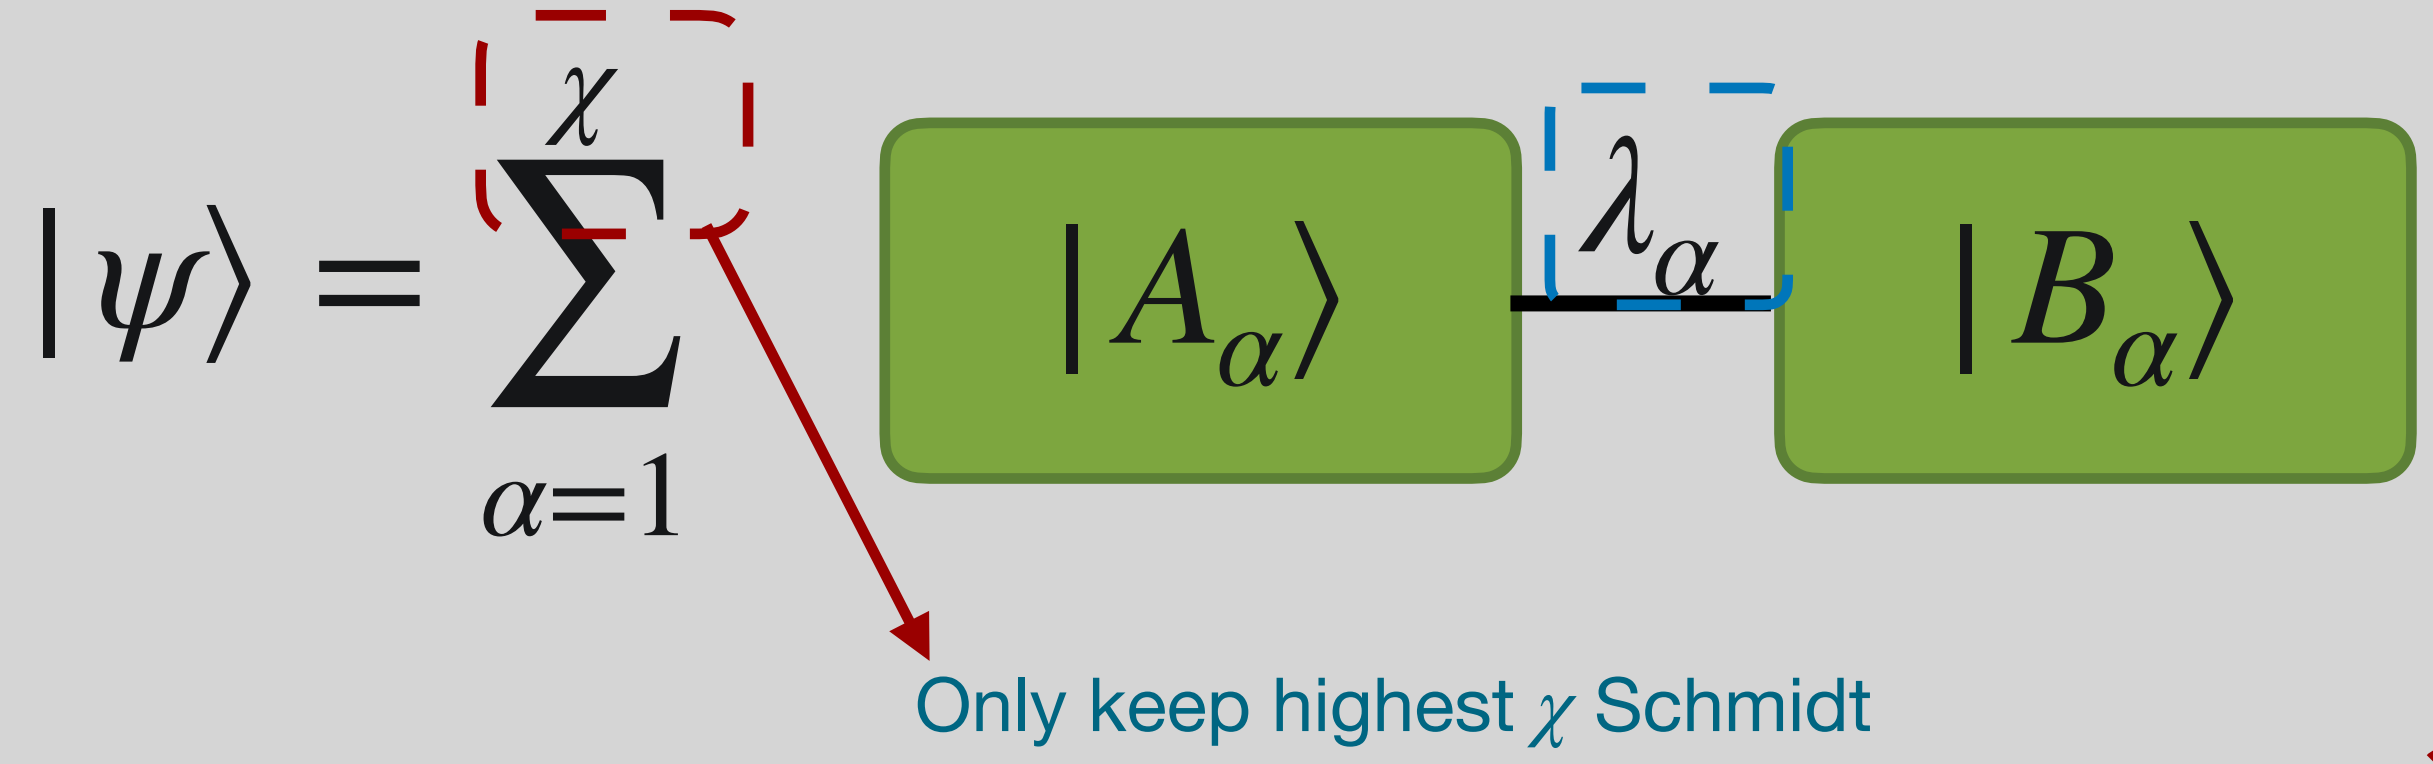 |ψ⟩ = ∑_{α=1}^{χ} |A_α⟩ λ_α |B_α⟩
Only keep highest χ Schmidt